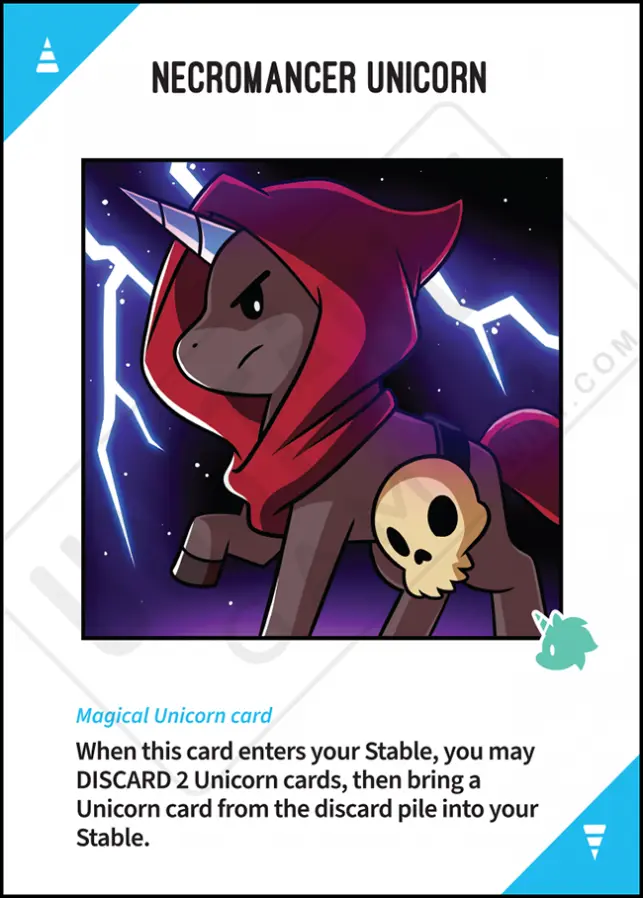 NECROMANCER UNICORN
.COM
Magical Unicorn card
When this card enters your Stable, you may
DISCARD 2 Unicorn cards, then bring a
Unicorn card from the discard pile into your
Stable.